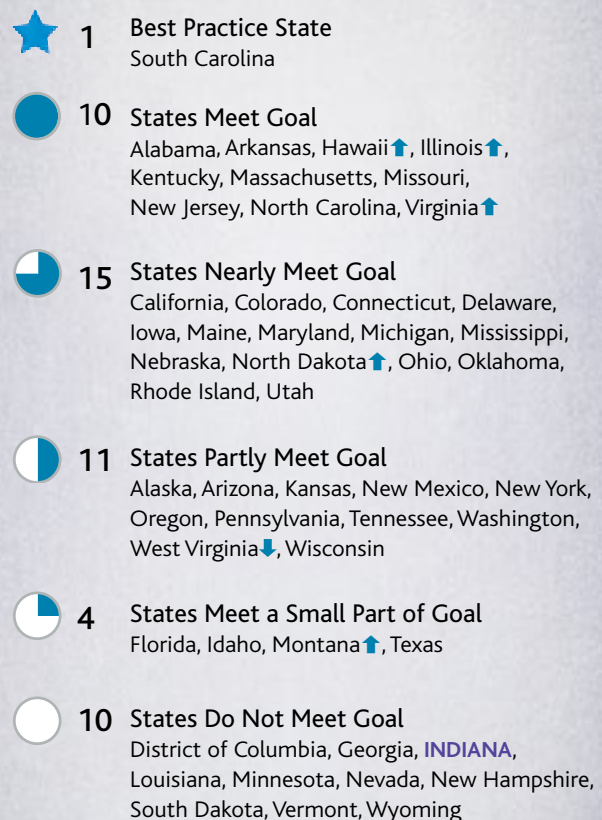 1 Best Practice State
South Carolina
10 States Meet Goal
Alabama, Arkansas, Hawaii⬆, Illinois⬆,
Kentucky, Massachusetts, Missouri,
New Jersey, North Carolina, Virginia⬆
15 States Nearly Meet Goal
California, Colorado, Connecticut, Delaware,
Iowa, Maine, Maryland, Michigan, Mississippi,
Nebraska, North Dakota⬆, Ohio, Oklahoma,
Rhode Island, Utah
11 States Partly Meet Goal
Alaska, Arizona, Kansas, New Mexico, New York,
Oregon, Pennsylvania, Tennessee, Washington,
West Virginia⬇, Wisconsin
4 States Meet a Small Part of Goal
Florida, Idaho, Montana⬆, Texas
10 States Do Not Meet Goal
District of Columbia, Georgia, INDIANA,
Louisiana, Minnesota, Nevada, New Hampshire,
South Dakota, Vermont, Wyoming